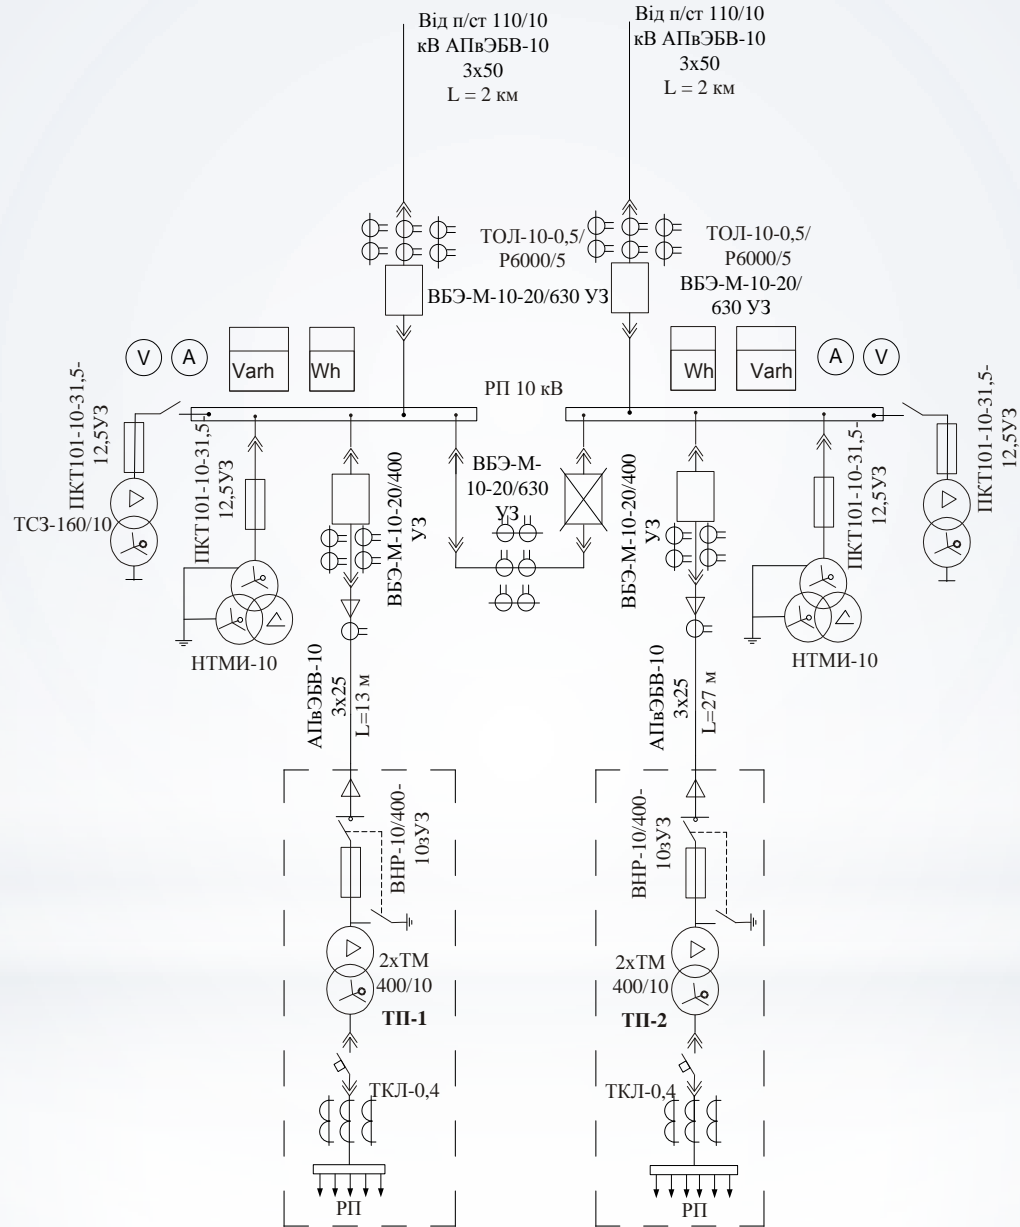 Від п/ст 110/10
кВ АПвЭБВ-10
3x50
L = 2 км
Від п/ст 110/10
кВ АПвЭБВ-10
3x50
L = 2 км
ТОЛ-10-0,5/
Р6000/5
ВБЭ-М-10-20/630 УЗ
ТОЛ-10-0,5/
Р6000/5
ВБЭ-М-10-20/
630 УЗ
V
A
Varh
Wh
РП 10 кВ
Wh
Varh
A
V
ПКТ101-10-31,5-
12,5УЗ
ТСЗ-160/10
ПКТ101-10-31,5-
12,5УЗ
НТМИ-10
ВБЭ-М-10-20/400
УЗ
ВБЭ-М-
10-20/630
УЗ
ВБЭ-М-10-20/400
УЗ
ПКТ101-10-31,5-
12,5УЗ
НТМИ-10
ПКТ101-10-31,5-
12,5УЗ
АПвЭБВ-10
3x25
L=13 м
АПвЭБВ-10
3x25
L=27 м
ВНР-10/400-
10зУЗ
2хТМ
400/10
ТП-1
ТКЛ-0,4
РП
ВНР-10/400-
10зУЗ
2хТМ
400/10
ТП-2
ТКЛ-0,4
РП